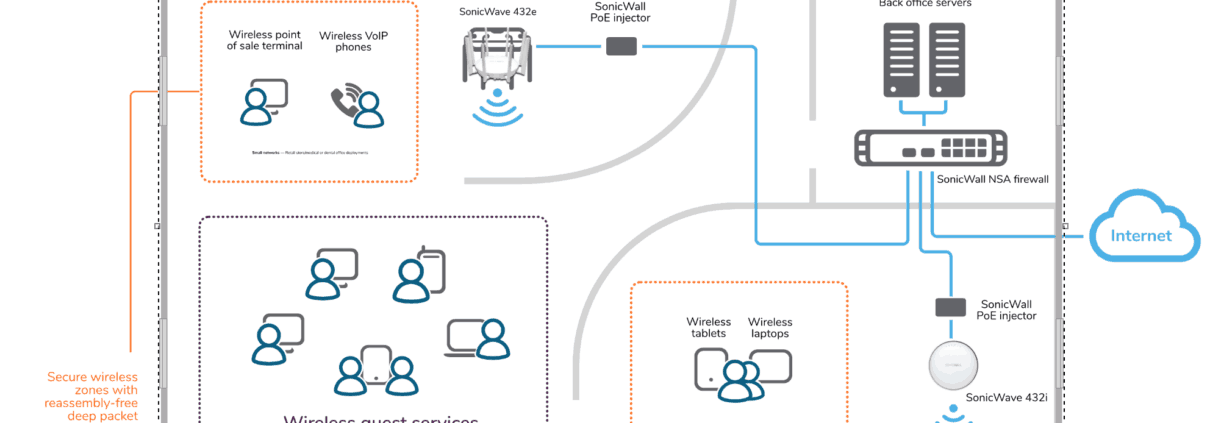 SonicWave 432e
SonicWall
PoE injector
Back office servers
Wireless point
of sale terminal
Wireless VoIP
phones
SonicWall NSA firewall
Internet
SonicWall
PoE injector
Wireless
tablets
Wireless
laptops
SonicWave 432i
Secure wireless
zones with
reassembly-free
deep packet
Wireless guest services